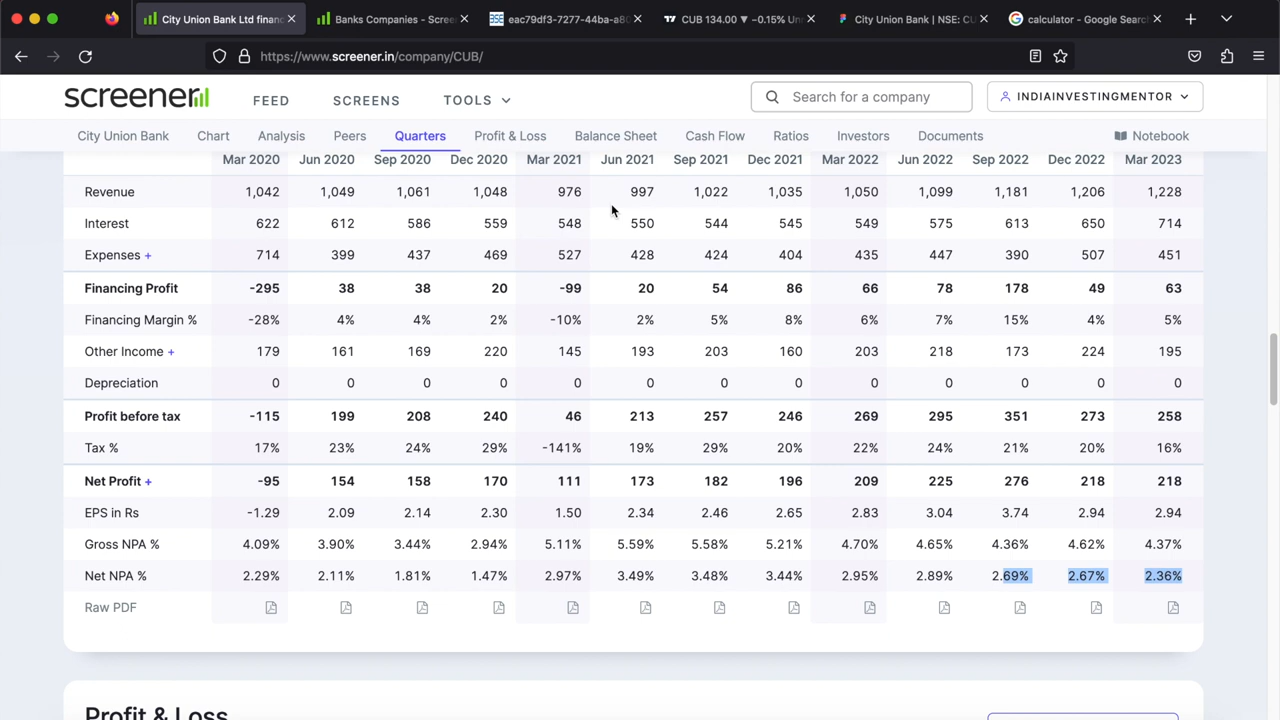 City Union Bank Ltd finan
Banks Companies - Scree
eac79df3-7277-44ba-a80
CUB 134.00 ▼ −0.15% Un
City Union Bank | NSE: CU
calculator - Google Searc
https://www.screener.in/company/CUB/
screener
FEED
SCREENS
TOOLS
Search for a company
INDIAINVESTINGMENTOR
City Union Bank Chart Analysis Peers Quarters Profit & Loss Balance Sheet Cash Flow Ratios Investors Documents Notebook
Mar 2020 Jun 2020 Sep 2020 Dec 2020 Mar 2021 Jun 2021 Sep 2021 Dec 2021 Mar 2022 Jun 2022 Sep 2022 Dec 2022 Mar 2023
Revenue 1,042 1,049 1,061 1,048 976 997 1,022 1,035 1,050 1,099 1,181 1,206 1,228
Interest 622 612 586 559 548 550 544 545 549 575 613 650 714
Expenses + 714 399 437 469 527 428 424 404 435 447 390 507 451
Financing Profit -295 38 38 20 -99 20 54 86 66 78 178 49 63
Financing Margin % -28% 4% 4% 2% -10% 2% 5% 8% 6% 7% 15% 4% 5%
Other Income + 179 161 169 220 145 193 203 160 203 218 173 224 195
Depreciation 0 0 0 0 0 0 0 0 0 0 0 0 0
Profit before tax -115 199 208 240 46 213 257 246 269 295 351 273 258
Tax % 17% 23% 24% 29% -141% 19% 29% 20% 22% 24% 21% 20% 16%
Net Profit + -95 154 158 170 111 173 182 196 209 225 276 218 218
EPS in Rs -1.29 2.09 2.14 2.30 1.50 2.34 2.46 2.65 2.83 3.04 3.74 2.94 2.94
Gross NPA % 4.09% 3.90% 3.44% 2.94% 5.11% 5.59% 5.58% 5.21% 4.70% 4.65% 4.36% 4.62% 4.37%
Net NPA % 2.29% 2.11% 1.81% 1.47% 2.97% 3.49% 3.48% 3.44% 2.95% 2.89% 2.69% 2.67% 2.36%
Raw PDF
Profit & Loss